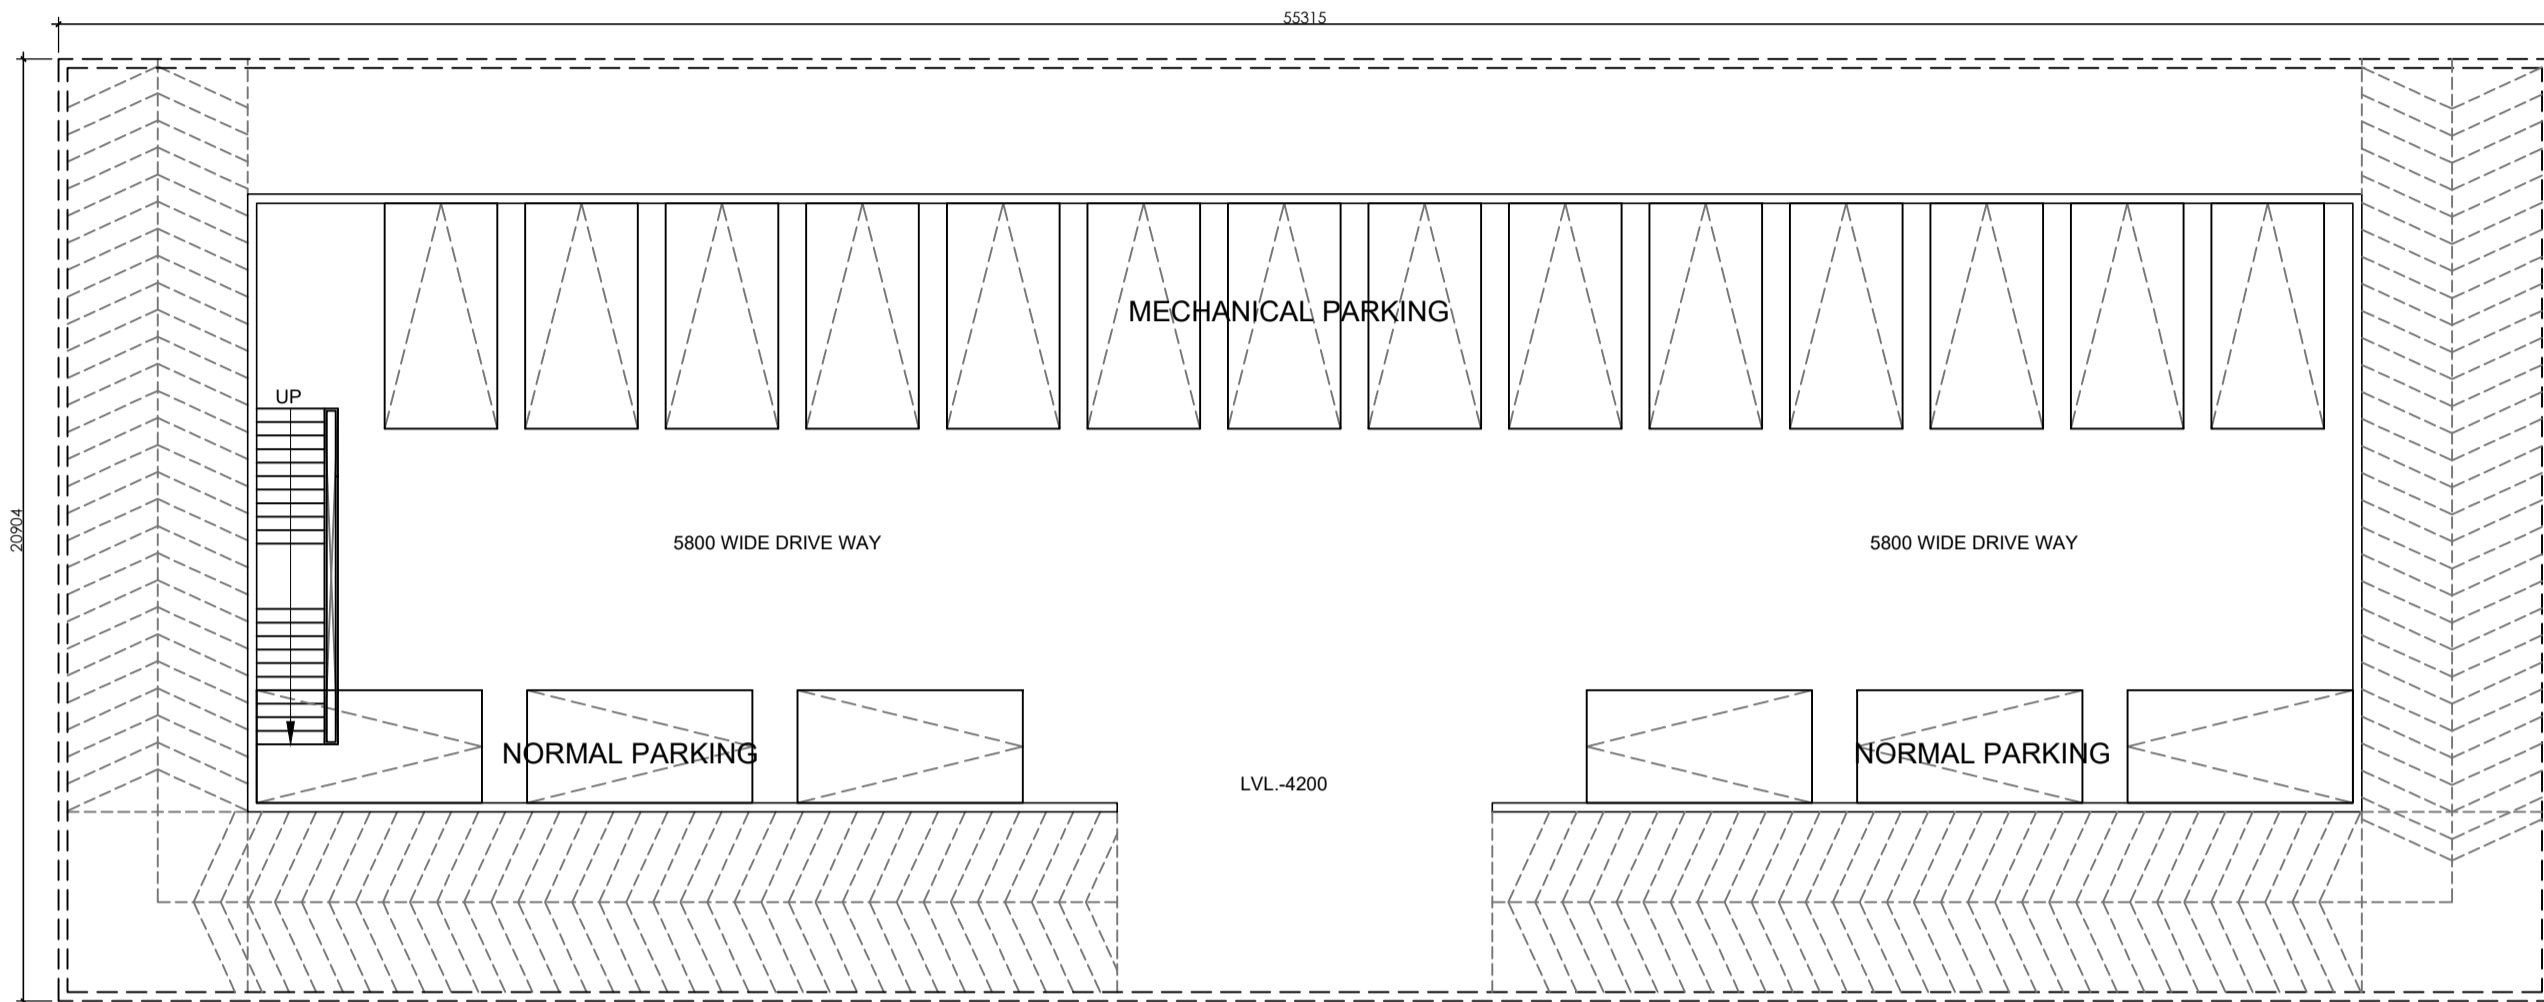 55315
20904
MECHANICAL PARKING
UP
5800 WIDE DRIVE WAY
5800 WIDE DRIVE WAY
NORMAL PARKING
NORMAL PARKING
LVL.-4200